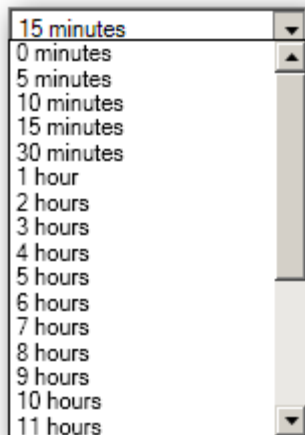 15 minutes
0 minutes
5 minutes
10 minutes
15 minutes
30 minutes
1 hour
2 hours
3 hours
4 hours
5 hours
6 hours
7 hours
8 hours
9 hours
10 hours
11 hours